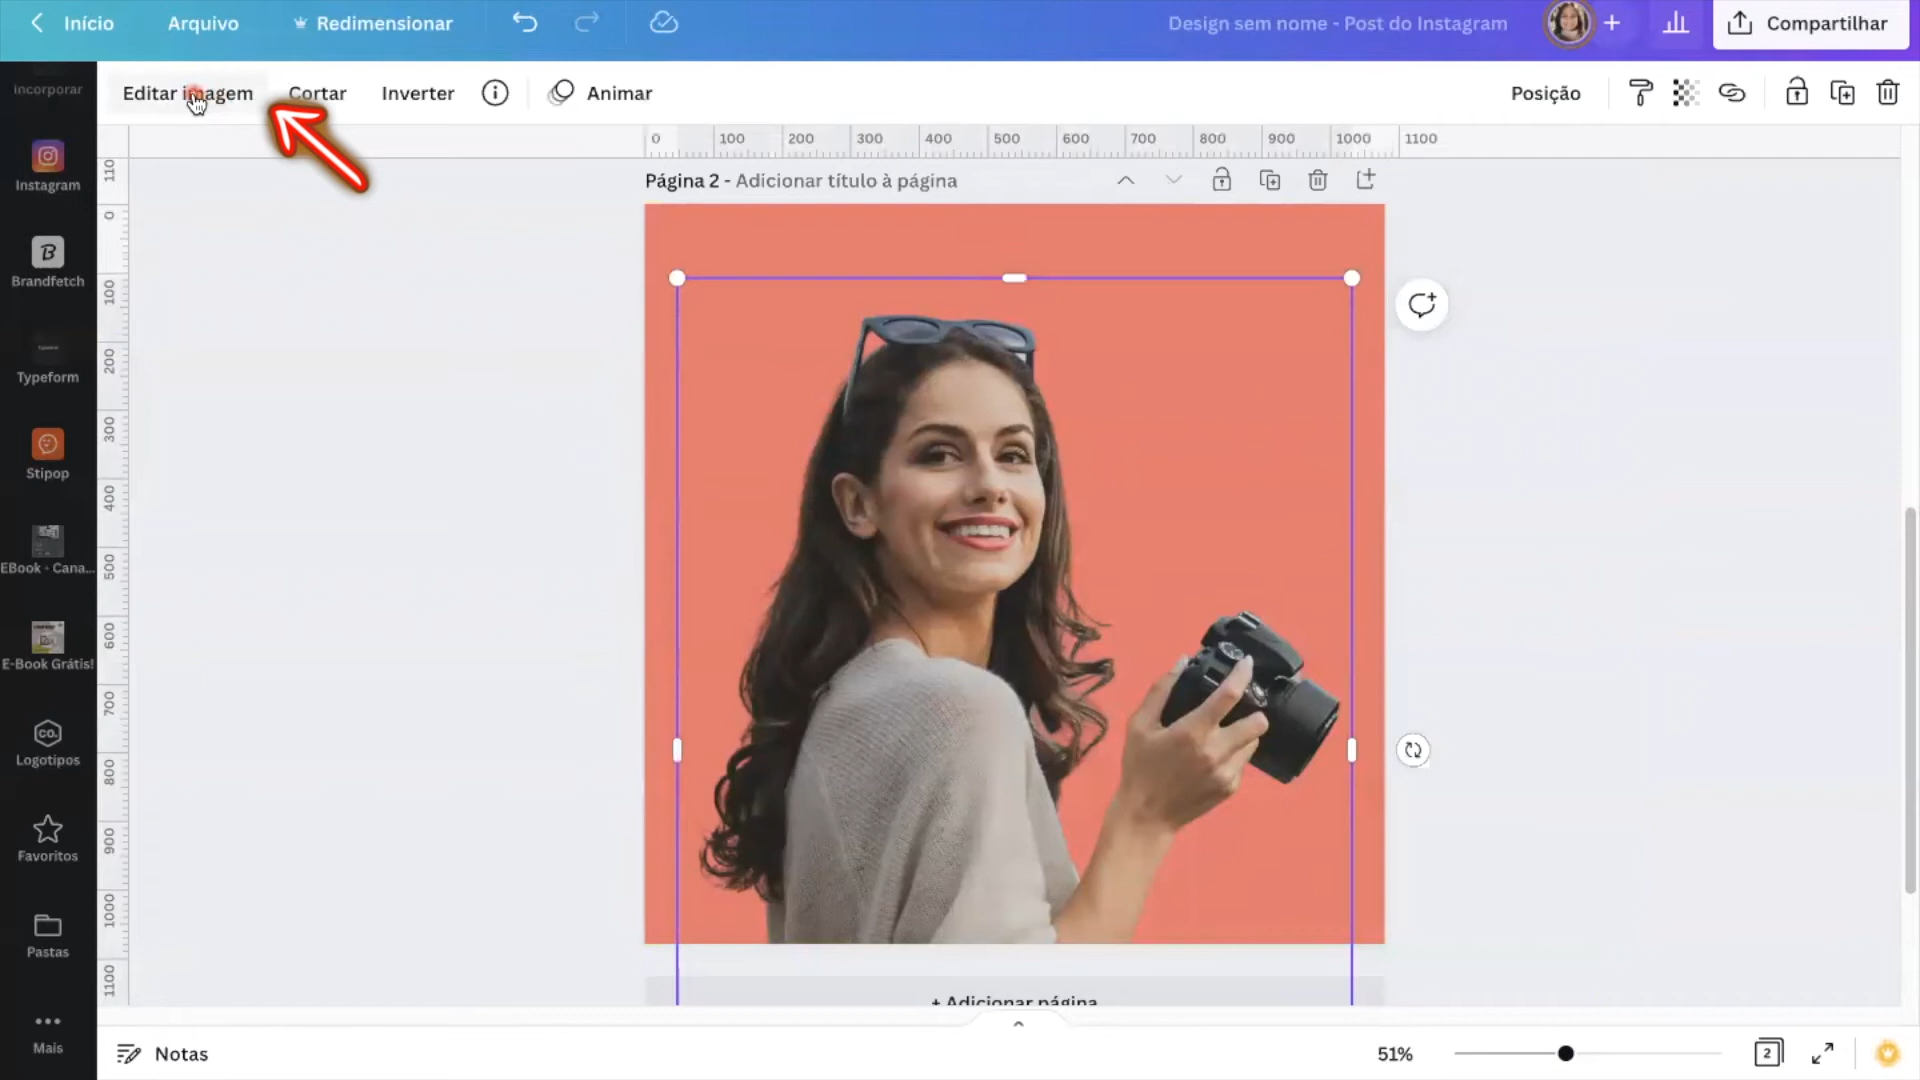 Início
Arquivo
Redimensionar
Design sem nome - Post do Instagram
Compartilhar
Incorporar
Editar imagem
Cortar
Inverter
Animar
Posição
0 100 200 300 400 500 600 700 800 900 1000 1100
Página 2 - Adicionar título à página
110
0
100
200
300
400
500
600
700
800
900
1000
1100
Instagram
Brandfetch
Typeform
Stipop
EBook - Cana...
E-Book Grátis!
co.
Logotipos
Favoritos
Pastas
Mais
+ Adicionar página
Notas
51%
2